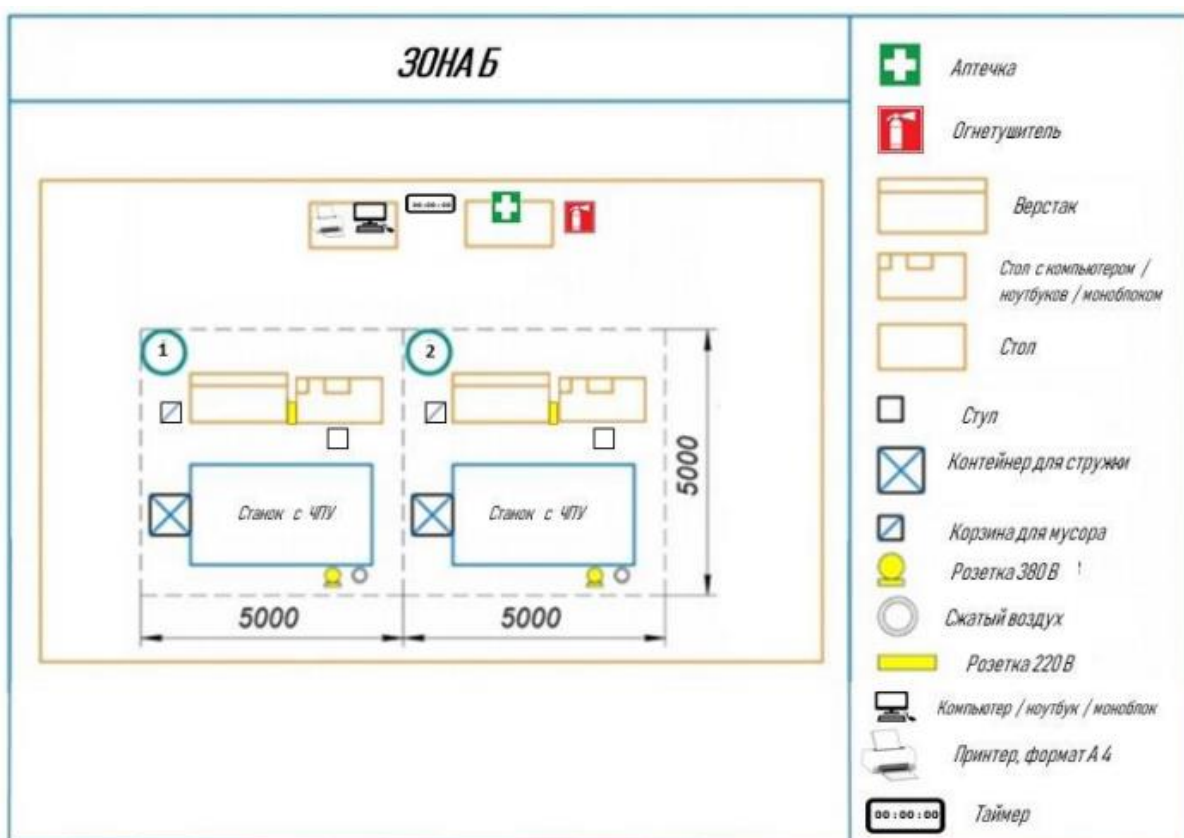 ЗОНА Б
00:00:00
1
2
Станок с ЧПУ
Станок с ЧПУ
5000
5000
5000
Аптечка
Огнетушитель
Верстак
Стол с компьютером /
ноутбуков / моноблоком
Стол
Стул
Контейнер для стружки
Корзина для мусора
Розетка 380 В
Сжатый воздух
Розетка 220 В
Компьютер / ноутбук / моноблок
Принтер, формат А 4
00:00:00
Таймер